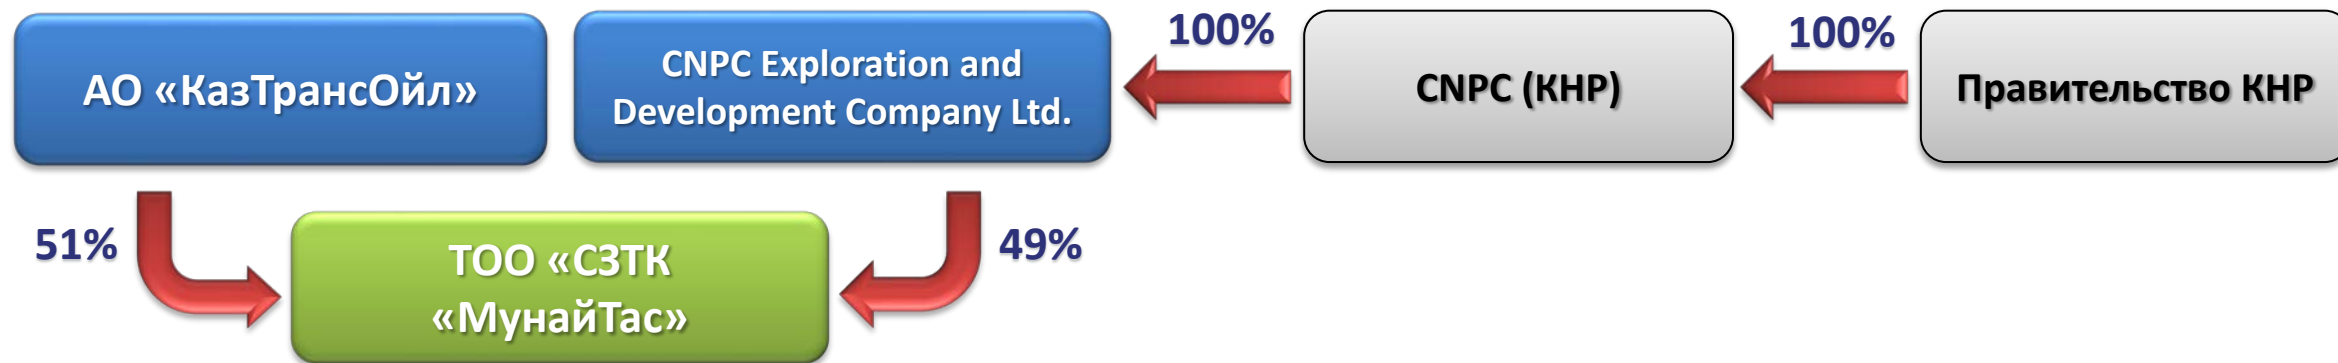 АО «КазТрансОйл»
CNPC Exploration and
Development Company Ltd.
100%
CNPC (КНР)
100%
Правительство КНР
51%
ТОО «СЗТК
«МунайТас»
49%